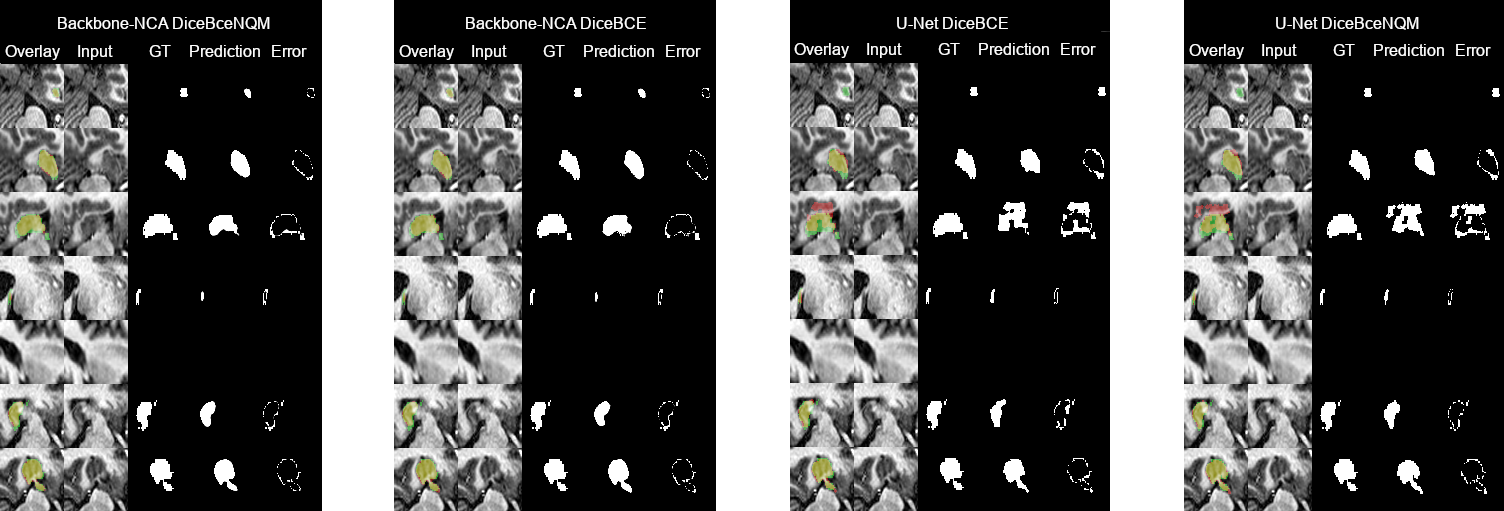 Backbone-NCA DiceBceNQM
Overlay Input GT Prediction Error
Backbone-NCA DiceBCE
Overlay Input GT Prediction Error
U-Net DiceBCE
Overlay Input GT Prediction Error
U-Net DiceBceNQM
Overlay Input GT Prediction Error